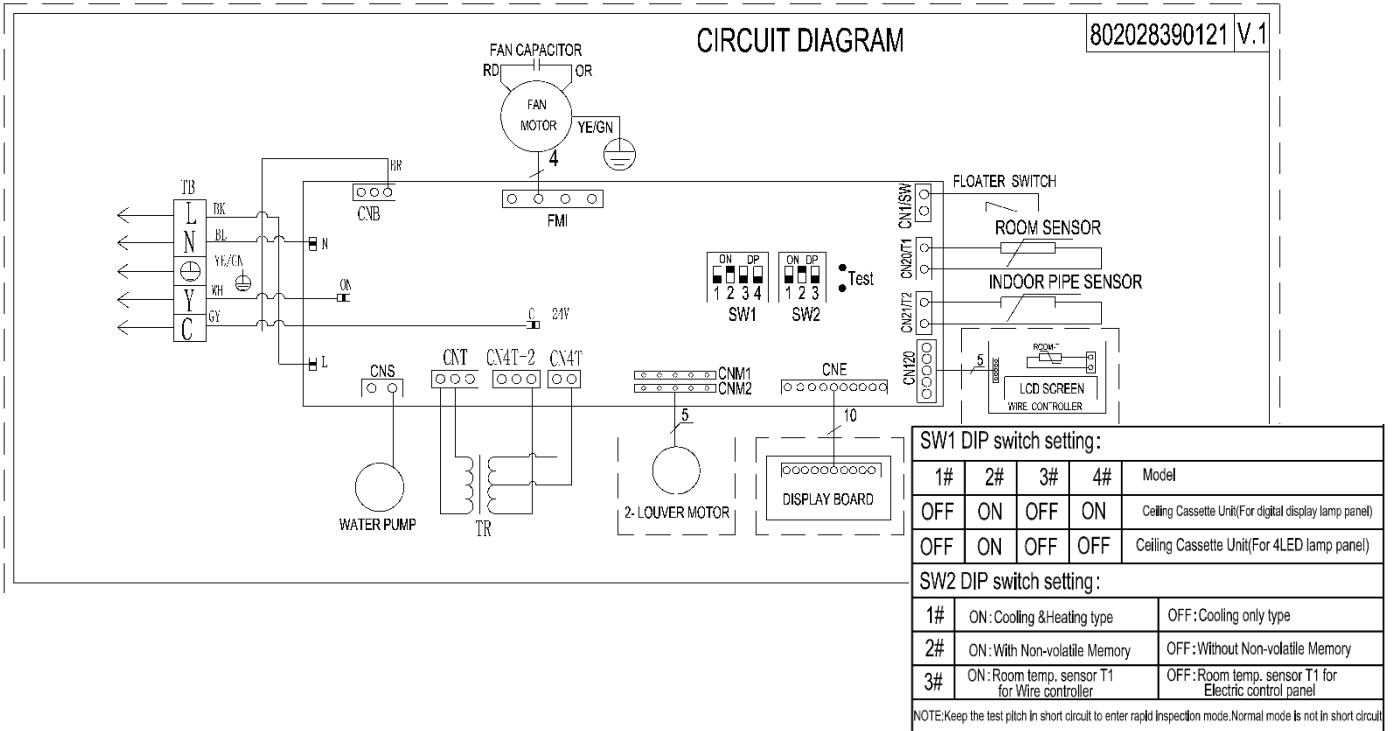 CIRCUIT DIAGRAM
802028390121 V.1
FAN CAPACITOR
RD OR
FAN
MOTOR
YE/GN
4
BR
CNB
FMI
TB
L BK
N BL N
YE/GN
Y WH ON
C GY C 24V
L
CN1/SW
FLOATER SWITCH
CN20/T1
ROOM SENSOR
CN21/T2
INDOOR PIPE SENSOR
ON DP
1 2 3 4
SW1
ON DP
1 2 3
SW2
Test
CN120
5
ROOM-T
LCD SCREEN
WIRE CONTROLLER
CNS
CNT
CN4T-2
CN4T
CNM1
CNM2
CNE
5
10
WATER PUMP
TR
2- LOUVER MOTOR
DISPLAY BOARD
SW1 DIP switch setting:
1# 2# 3# 4# Model
OFF ON OFF ON Ceiling Cassette Unit(For digital display lamp panel)
OFF ON OFF OFF Ceiling Cassette Unit(For 4LED lamp panel)
SW2 DIP switch setting:
1# ON:Cooling &Heating type OFF:Cooling only type
2# ON:With Non-volatile Memory OFF:Without Non-volatile Memory
3# ON:Room temp. sensor T1 OFF:Room temp. sensor T1 for
for Wire controller Electric control panel
NOTE:Keep the test pitch in short circuit to enter rapid inspection mode.Normal mode is not in short circuit